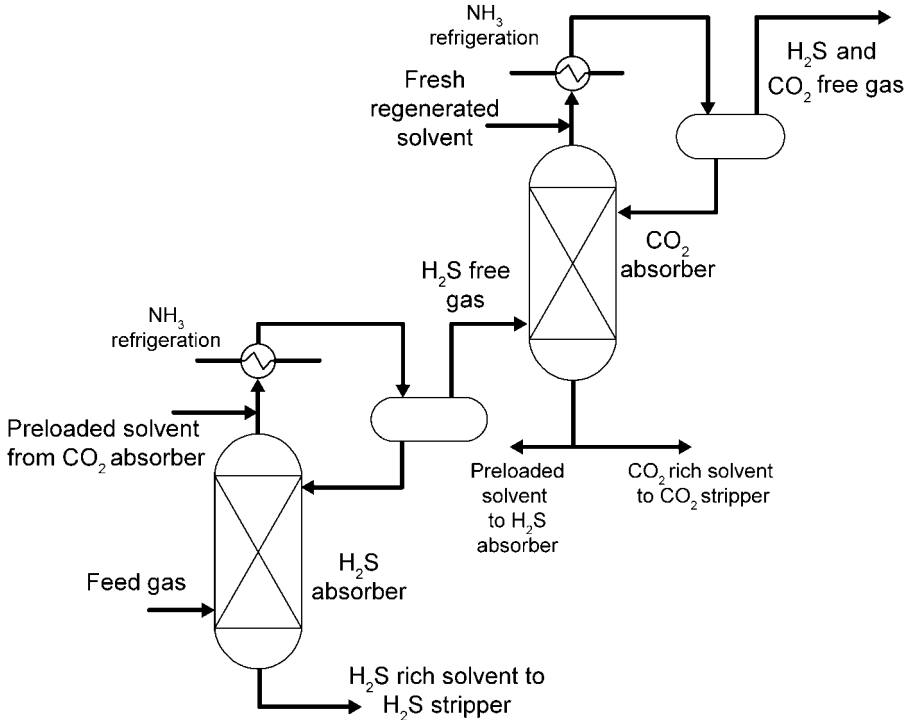 NH3
refrigeration
H2S and
CO2 free gas
Fresh
regenerated
solvent
CO2
absorber
H2S free
gas
NH3
refrigeration
Preloaded solvent
from CO2 absorber
Preloaded
solvent
to H2S
absorber
CO2 rich solvent
to CO2 stripper
H2S
absorber
Feed gas
H2S rich solvent to
H2S stripper